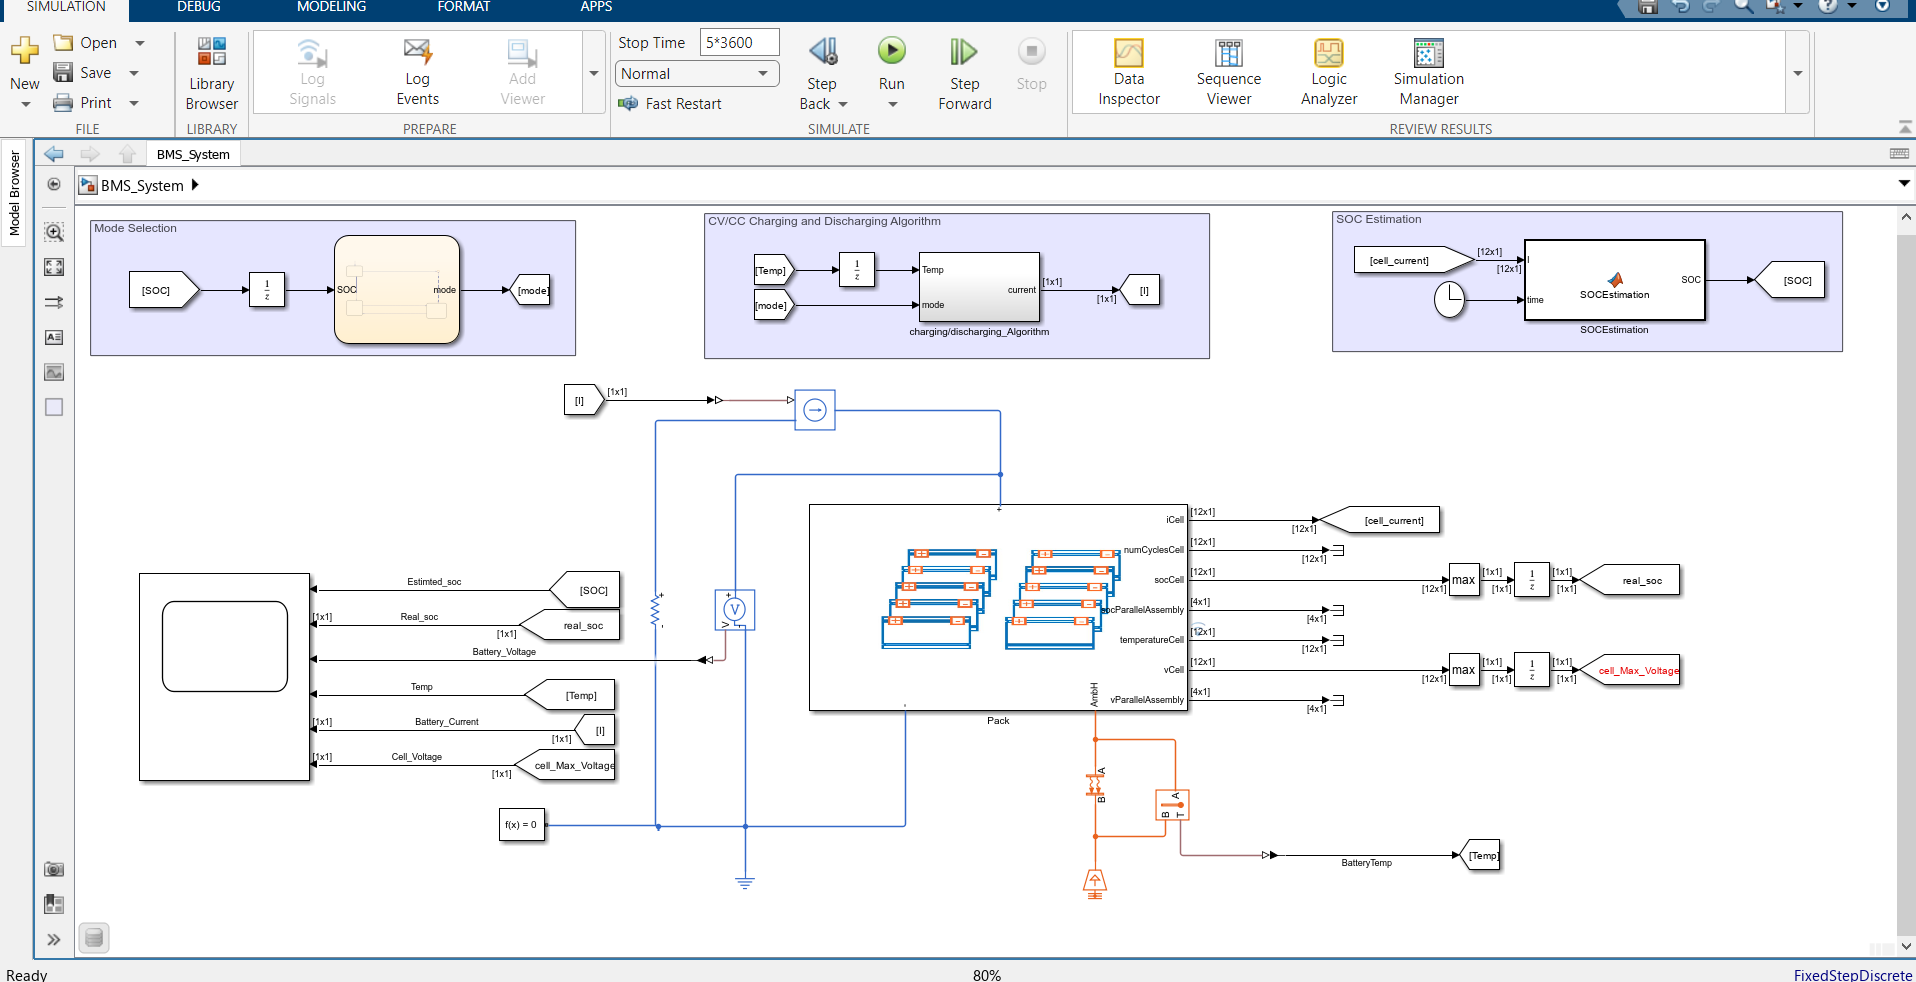 SIMULATION DEBUG MODELING FORMAT APPS
New
Open
Save
Print
FILE
Library
Browser
LIBRARY
Log
Signals
Log
Events
Add
Viewer
PREPARE
Stop Time 5*3600
Normal
Fast Restart
Step
Back
Run
Step
Forward
Stop
SIMULATE
Data
Inspector
Sequence
Viewer
Logic
Analyzer
Simulation
Manager
REVIEW RESULTS
Model Browser
BMS_System
BMS_System
Mode Selection
[SOC]
1
z
SOC
mode
[mode]
CV/CC Charging and Discharging Algorithm
[Temp]
1
z
Temp
[mode]
mode
current
[1x1]
[1x1]
[I]
charging/discharging_Algorithm
SOC Estimation
[cell_current]
[12x1]
[12x1]
I
time
SOCEstimation
SOC
[SOC]
SOCEstimation
[I]
[1x1]
+
-
+
V
V
-
+
-
iCell
numCyclesCell
socCell
socParallelAssembly
temperatureCell
vCell
vParallelAssembly
AmbH
Pack
[12x1]
[12x1]
[cell_current]
[12x1]
[12x1]
[12x1]
[12x1]
max
[1x1]
[1x1]
1
z
[1x1]
[1x1]
real_soc
[4x1]
[4x1]
[12x1]
[12x1]
[12x1]
[12x1]
max
[1x1]
[1x1]
1
z
[1x1]
[1x1]
cell_Max_Voltage
[4x1]
[4x1]
Estimted_soc
[SOC]
[1x1]
Real_soc
[1x1]
real_soc
Battery_Voltage
Temp
[Temp]
[1x1]
Battery_Current
[1x1]
[I]
[1x1]
Cell_Voltage
[1x1]
cell_Max_Voltage
f(x) = 0
A
B
A
B
T
BatteryTemp
[Temp]
Ready
80%
FixedStepDiscrete